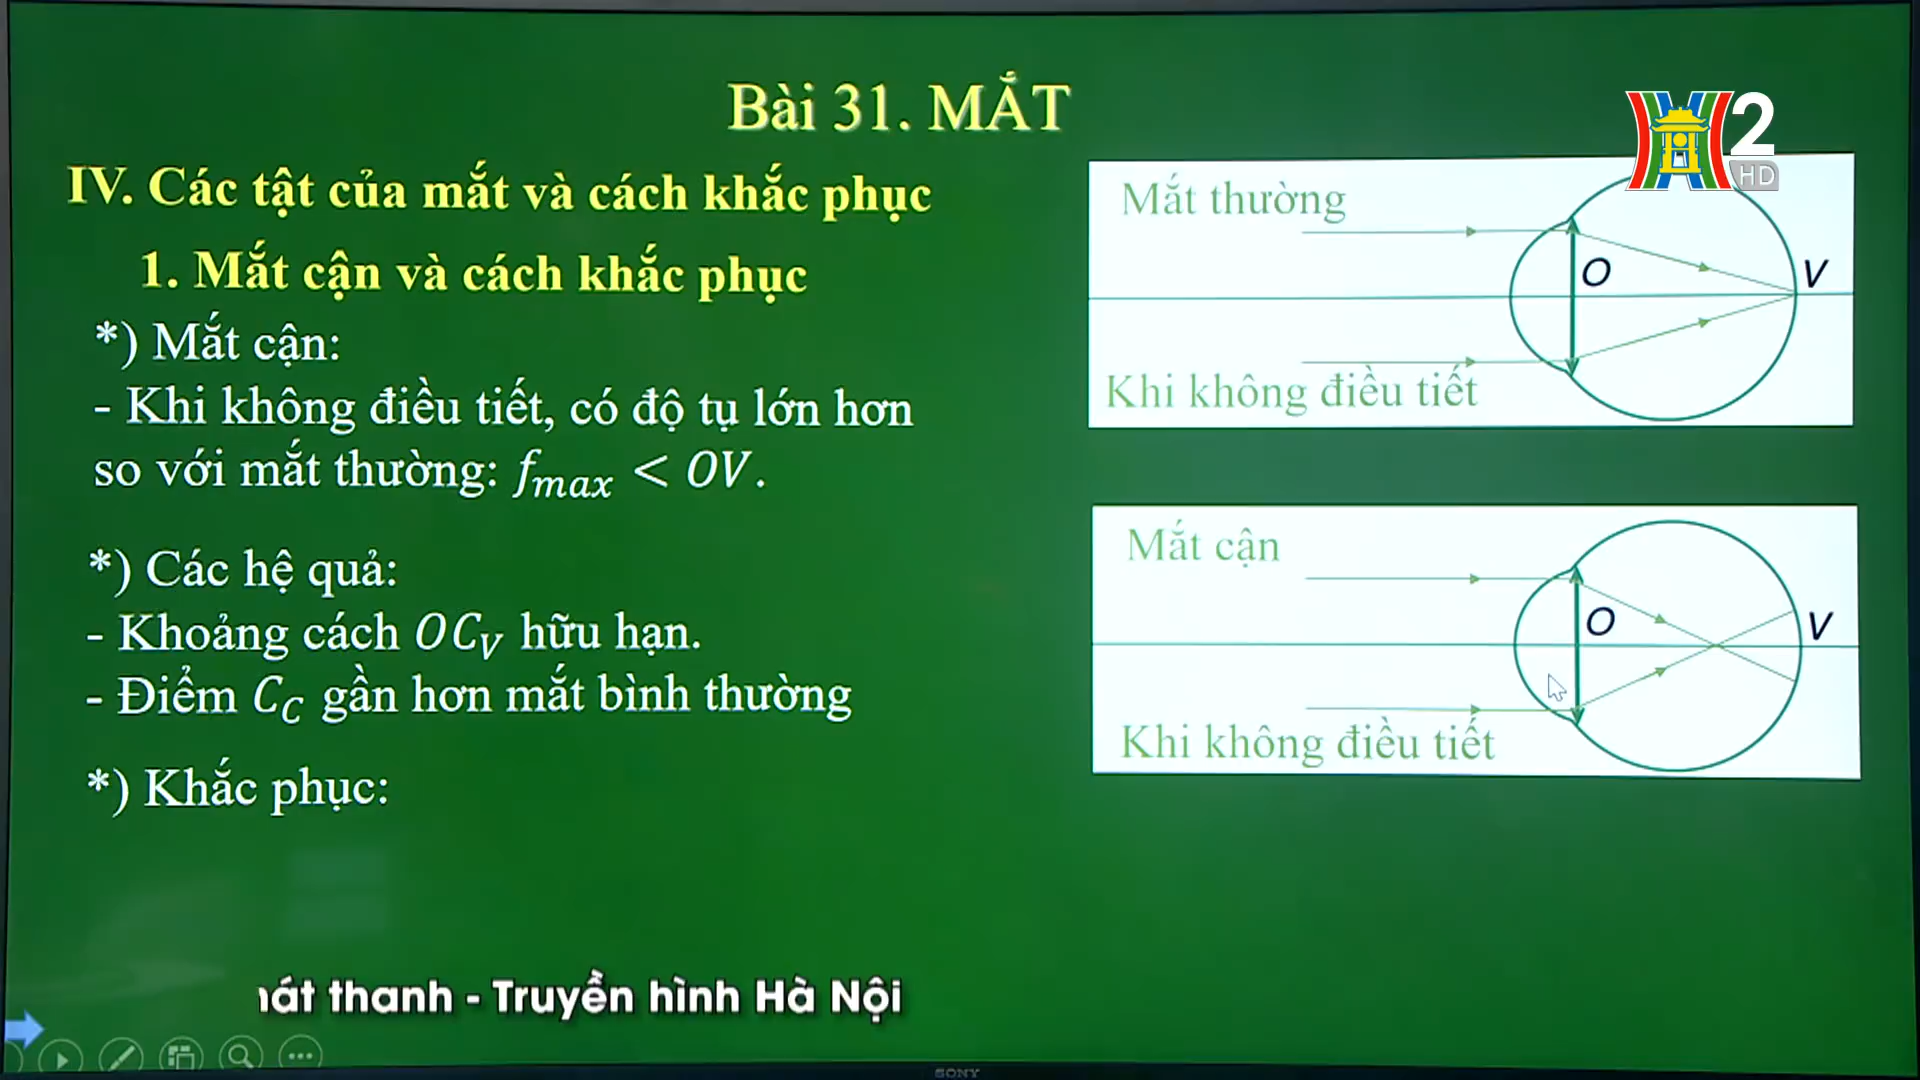 Bài 31. MẮT
2
HD
IV. Các tật của mắt và cách khắc phục
1. Mắt cận và cách khắc phục
*) Mắt cận:
- Khi không điều tiết, có độ tụ lớn hơn
so với mắt thường: fmax < OV.
*) Các hệ quả:
- Khoảng cách OCV hữu hạn.
- Điểm CC gần hơn mắt bình thường
*) Khắc phục:
Mắt thường
O
V
Khi không điều tiết
Mắt cận
O
V
Khi không điều tiết
thanh - Truyền hình Hà Nội
SONY